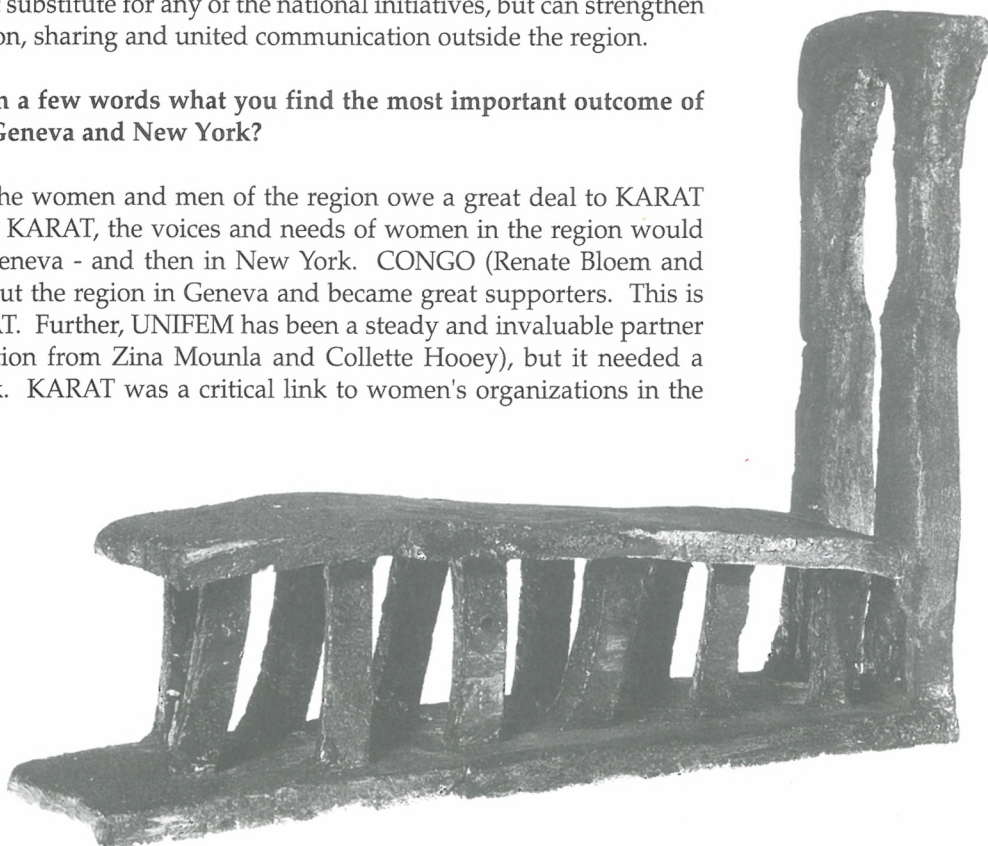 substitute for any of the national initiatives, but can strengthen
on, sharing and united communication outside the region.
n a few words what you find the most important outcome of
Geneva and New York?
he women and men of the region owe a great deal to KARAT
KARAT, the voices and needs of women in the region would
eneva - and then in New York. CONGO (Renate Bloem and
ut the region in Geneva and became great supporters. This is
T. Further, UNIFEM has been a steady and invaluable partner
tion from Zina Mounla and Collette Hooey), but it needed a
. KARAT was a critical link to women's organizations in the